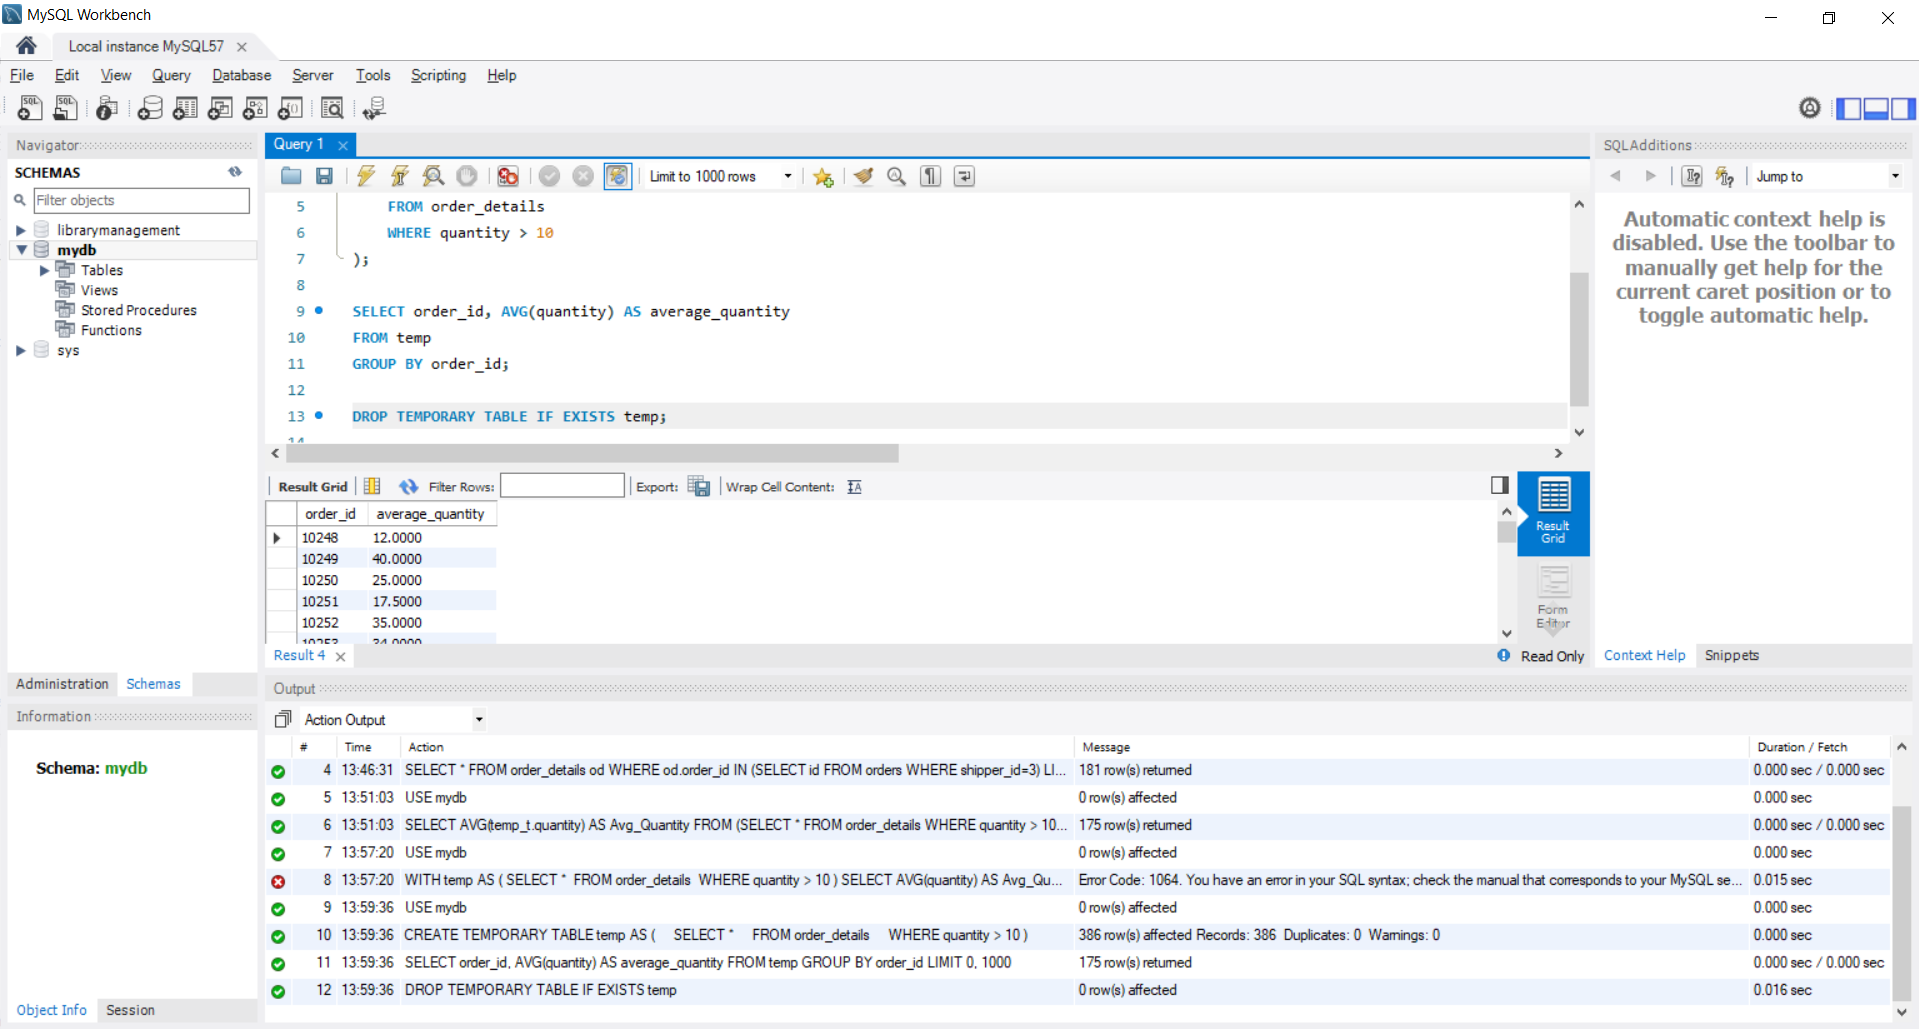 MySQL Workbench
Local instance MySQL57
File Edit View Query Database Server Tools Scripting Help
Navigator
SCHEMAS
Filter objects
librarymanagement
mydb
Tables
Views
Stored Procedures
Functions
sys
Administration Schemas
Information
Schema: mydb
Object Info Session
Query 1
Limit to 1000 rows
5 FROM order_details
6 WHERE quantity > 10
7 );
8
9 SELECT order_id, AVG(quantity) AS average_quantity
10 FROM temp
11 GROUP BY order_id;
12
13 DROP TEMPORARY TABLE IF EXISTS temp;
14
Result Grid Filter Rows: Export: Wrap Cell Content:
order_id average_quantity
10248 12.0000
10249 40.0000
10250 25.0000
10251 17.5000
10252 35.0000
10253 34.0000
Result Grid
Form Editor
Result 4
Read Only
SQLAdditions
Jump to
Automatic context help is
disabled. Use the toolbar to
manually get help for the
current caret position or to
toggle automatic help.
Context Help Snippets
Output
Action Output
# Time Action Message Duration / Fetch
4 13:46:31 SELECT * FROM order_details od WHERE od.order_id IN (SELECT id FROM orders WHERE shipper_id=3) LI... 181 row(s) returned 0.000 sec / 0.000 sec
5 13:51:03 USE mydb 0 row(s) affected 0.000 sec
6 13:51:03 SELECT AVG(temp_t.quantity) AS Avg_Quantity FROM (SELECT * FROM order_details WHERE quantity > 10... 175 row(s) returned 0.000 sec / 0.000 sec
7 13:57:20 USE mydb 0 row(s) affected 0.000 sec
8 13:57:20 WITH temp AS ( SELECT * FROM order_details WHERE quantity > 10 ) SELECT AVG(quantity) AS Avg_Qu... Error Code: 1064. You have an error in your SQL syntax; check the manual that corresponds to your MySQL se... 0.015 sec
9 13:59:36 USE mydb 0 row(s) affected 0.000 sec
10 13:59:36 CREATE TEMPORARY TABLE temp AS ( SELECT * FROM order_details WHERE quantity > 10 ) 386 row(s) affected Records: 386 Duplicates: 0 Warnings: 0 0.000 sec
11 13:59:36 SELECT order_id, AVG(quantity) AS average_quantity FROM temp GROUP BY order_id LIMIT 0, 1000 175 row(s) returned 0.000 sec / 0.000 sec
12 13:59:36 DROP TEMPORARY TABLE IF EXISTS temp 0 row(s) affected 0.016 sec